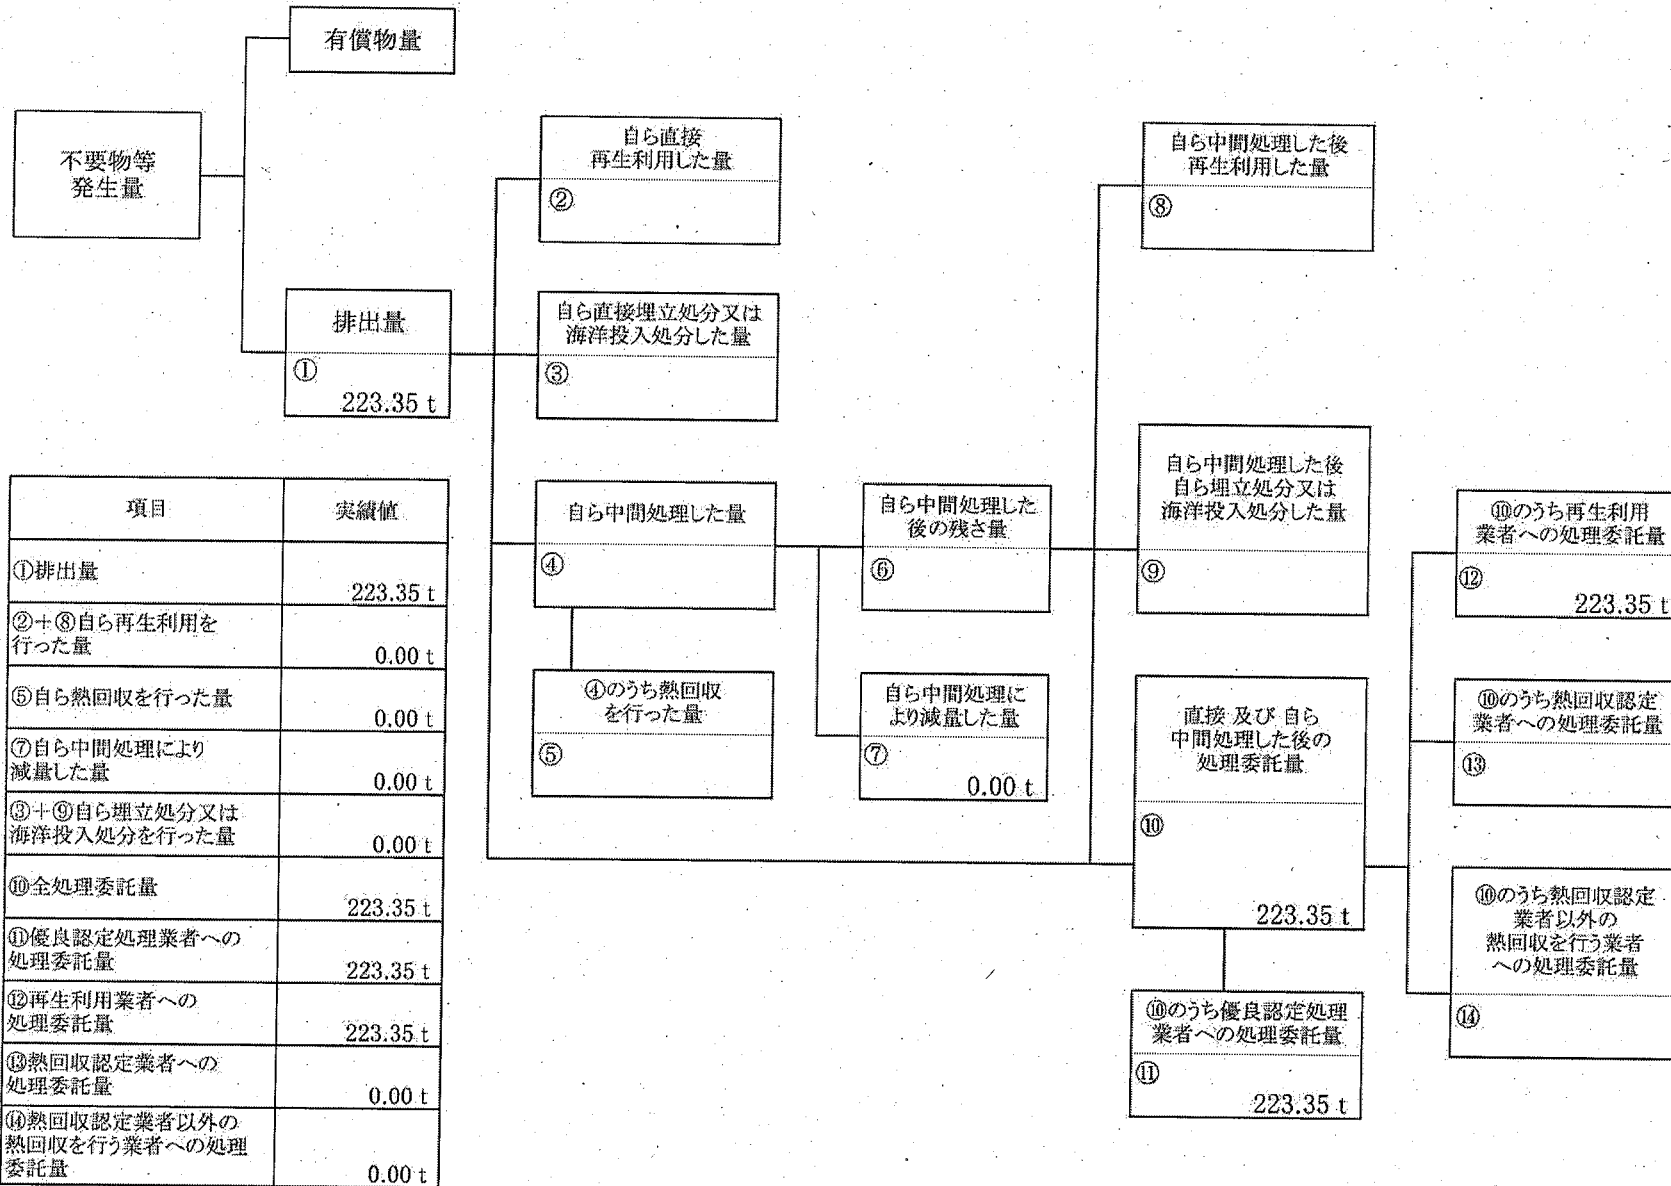 有償物量
不要物等
発生量
排出量
①
223.35 t
自ら直接
再生利用した量
②
自ら直接埋立処分又は
海洋投入処分した量
③
自ら中間処理した量
④
④のうち熱回収
を行った量
⑤
自ら中間処理した
後の残さ量
⑥
自ら中間処理に
より減量した量
⑦
0.00 t
自ら中間処理した後
再生利用した量
⑧
自ら中間処理した後
自ら埋立処分又は
海洋投入処分した量
⑨
直接 及び 自ら
中間処理した後の
処理委託量
⑩
223.35 t
⑩のうち優良認定処理
業者への処理委託量
⑪
223.35 t
⑩のうち再生利用
業者への処理委託量
⑫
223.35 t
⑩のうち熱回収認定
業者への処理委託量
⑬
⑩のうち熱回収認定
業者以外の
熱回収を行う業者
への処理委託量
⑭
項目 実績値
①排出量
223.35 t
②+⑧自ら再生利用を
行った量
0.00 t
⑤自ら熱回収を行った量
0.00 t
⑦自ら中間処理により
減量した量
0.00 t
③+⑨自ら埋立処分又は
海洋投入処分を行った量
0.00 t
⑩全処理委託量
223.35 t
⑪優良認定処理業者への
処理委託量
223.35 t
⑫再生利用業者への
処理委託量
223.35 t
⑬熱回収認定業者への
処理委託量
0.00 t
⑭熱回収認定業者以外の
熱回収を行う業者への処理
委託量
0.00 t